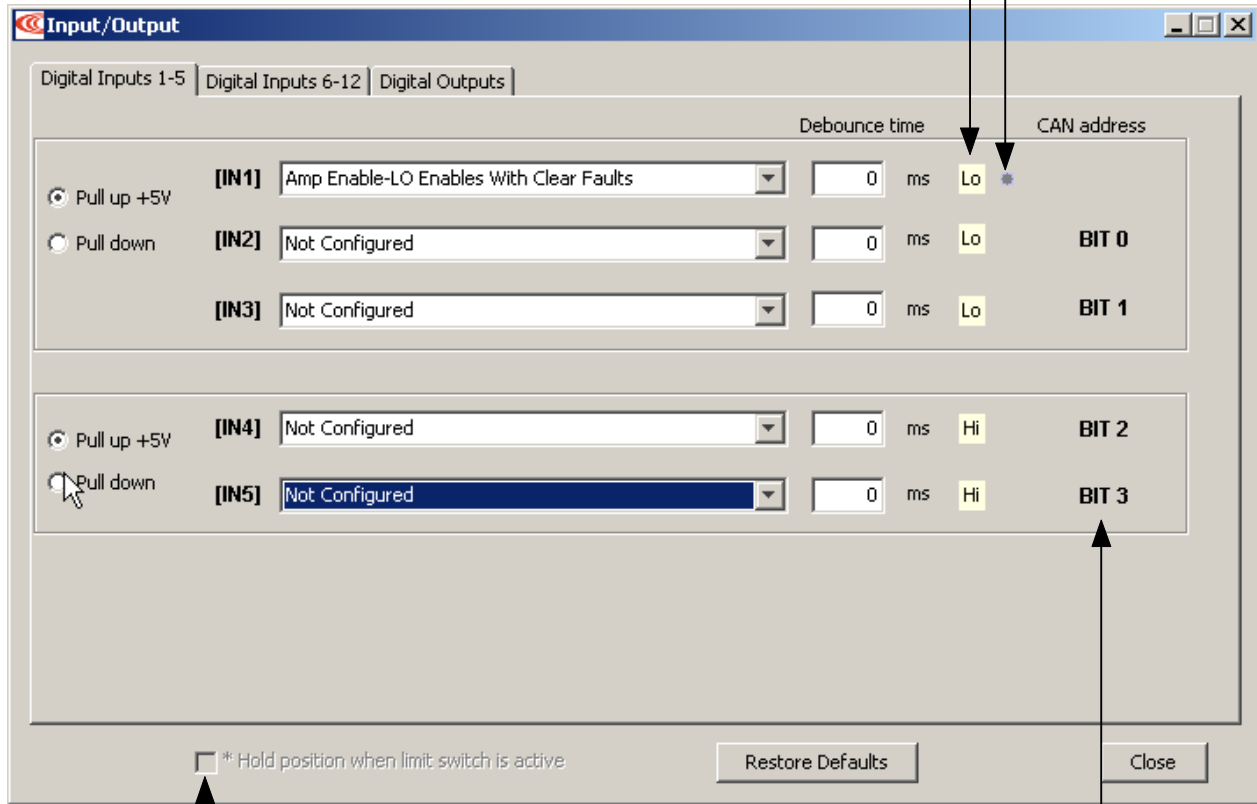 Input/Output
Digital Inputs 1-5 Digital Inputs 6-12 Digital Outputs
Debounce time CAN address
Pull up +5V [IN1] Amp Enable-LO Enables With Clear Faults 0 ms Lo
Pull down [IN2] Not Configured 0 ms Lo BIT 0
[IN3] Not Configured 0 ms Lo BIT 1
Pull up +5V [IN4] Not Configured 0 ms Hi BIT 2
Pull down [IN5] Not Configured 0 ms Hi BIT 3
* Hold position when limit switch is active Restore Defaults Close